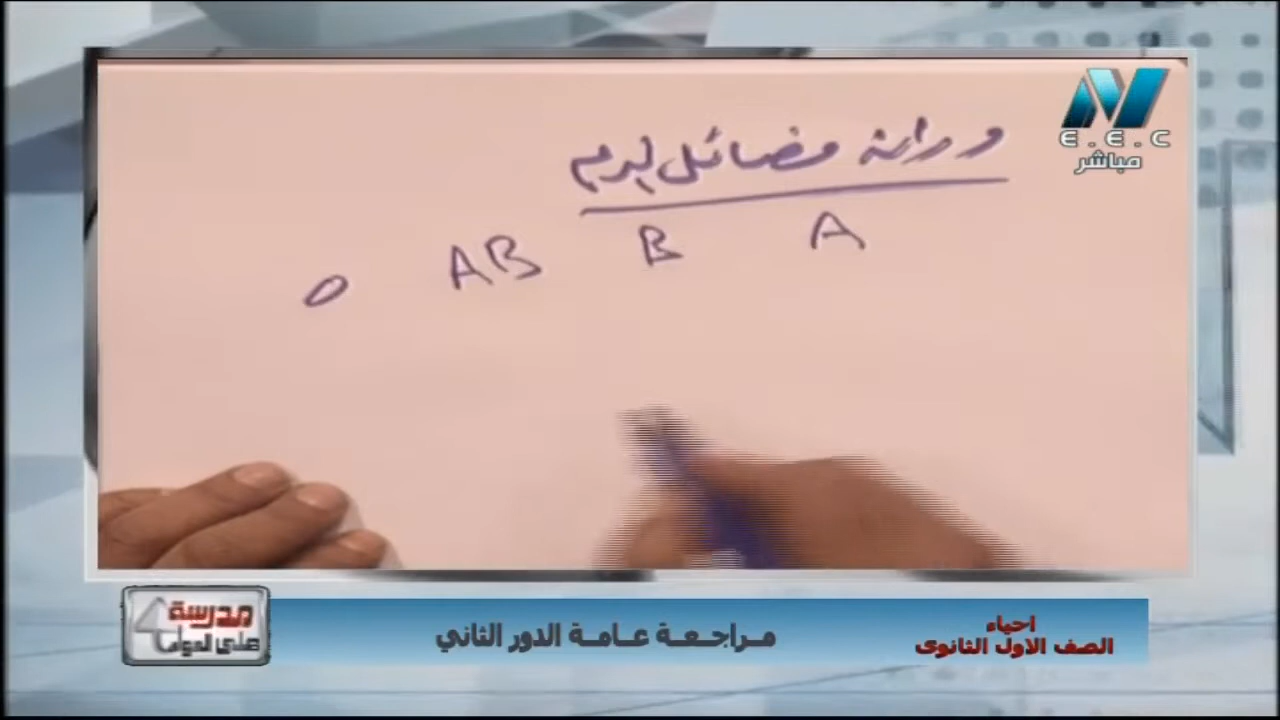 وراثة فصائل الدم
A B AB O
E.E.C
مباشر
احياء
الصف الاول الثانوى
مراجعة عامة الدور الثاني
مدرسة
على الهواء